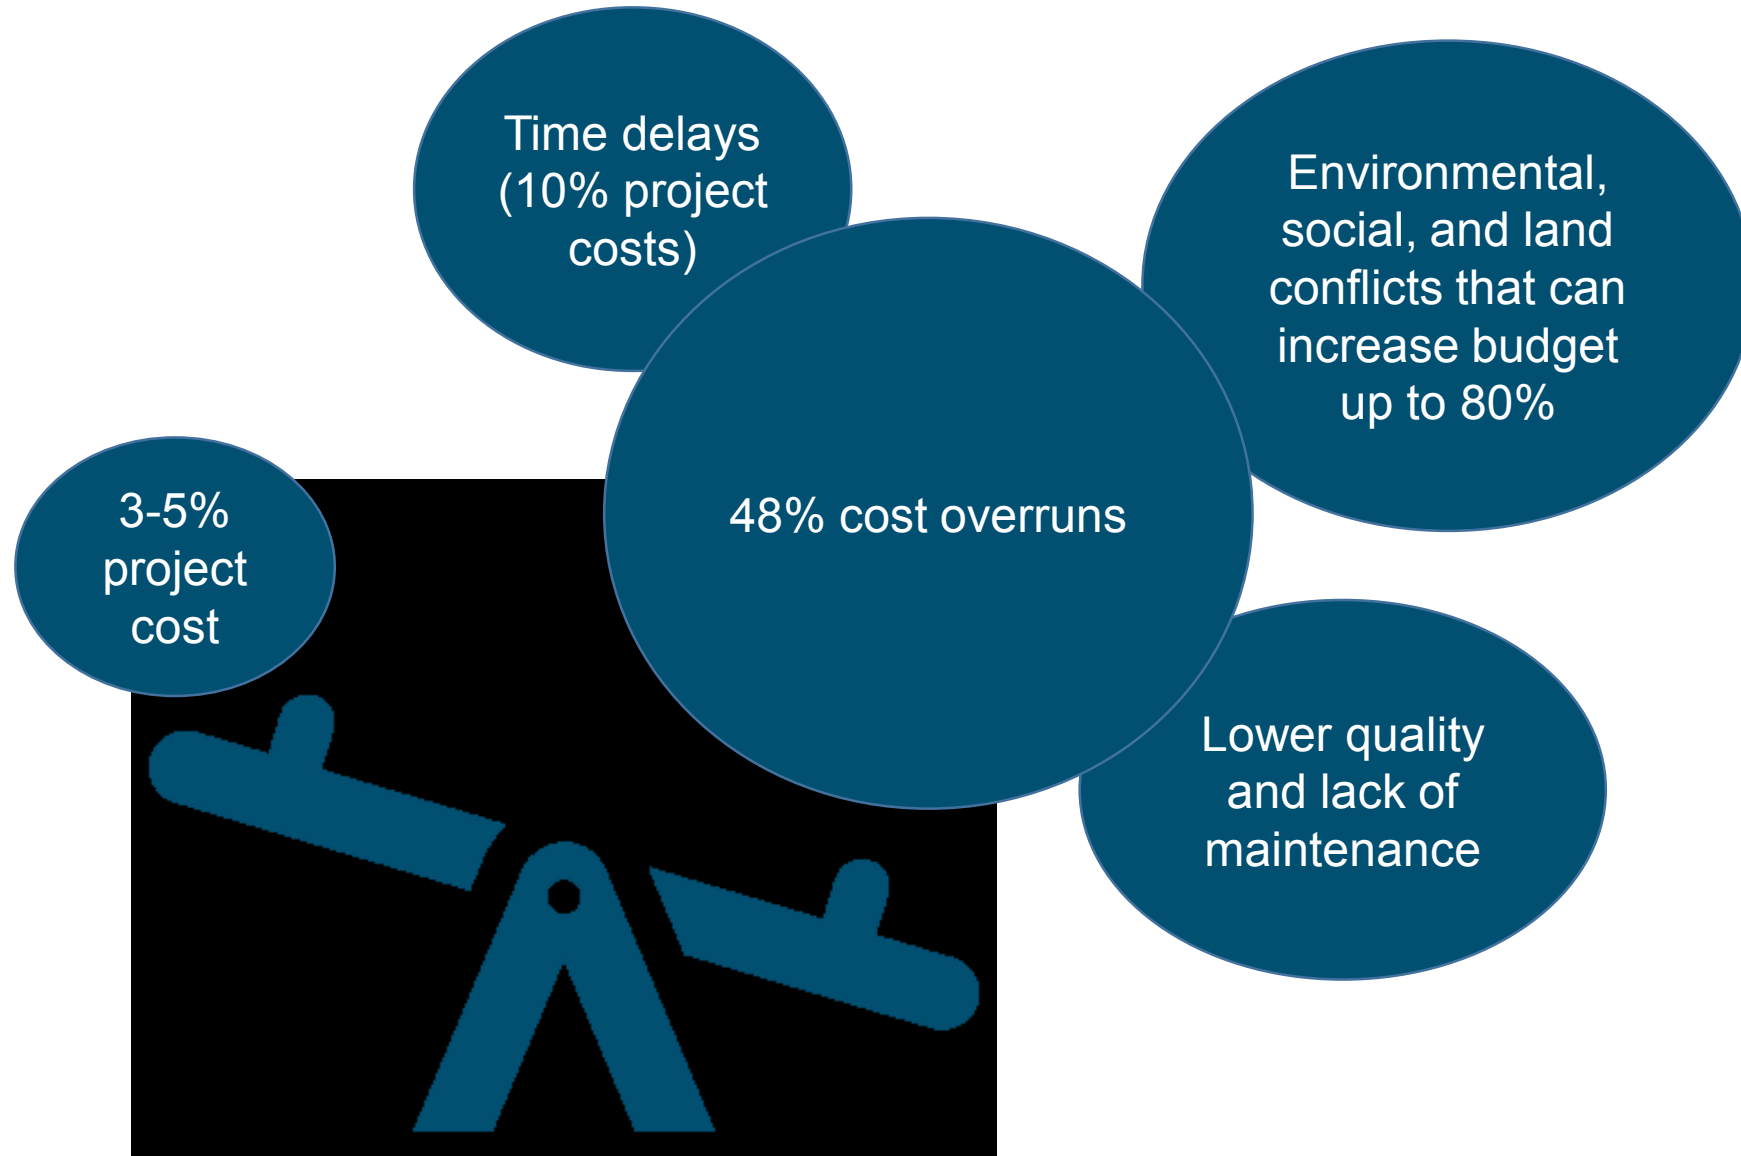 Time delays
(10% project
costs)
Environmental,
social, and land
conflicts that can
increase budget
up to 80%
3-5%
project
cost
48% cost overruns
Lower quality
and lack of
maintenance